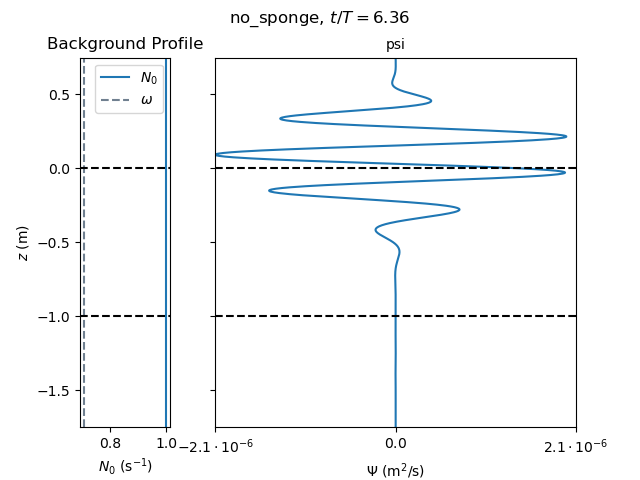 no_sponge, t/T = 6.36
Background Profile
psi
N₀
ω
0.5
0.0
−0.5
−1.0
−1.5
z (m)
0.8
1.0
−2.1 · 10⁻⁶
0.0
2.1 · 10⁻⁶
N₀ (s⁻¹)
Ψ (m²/s)